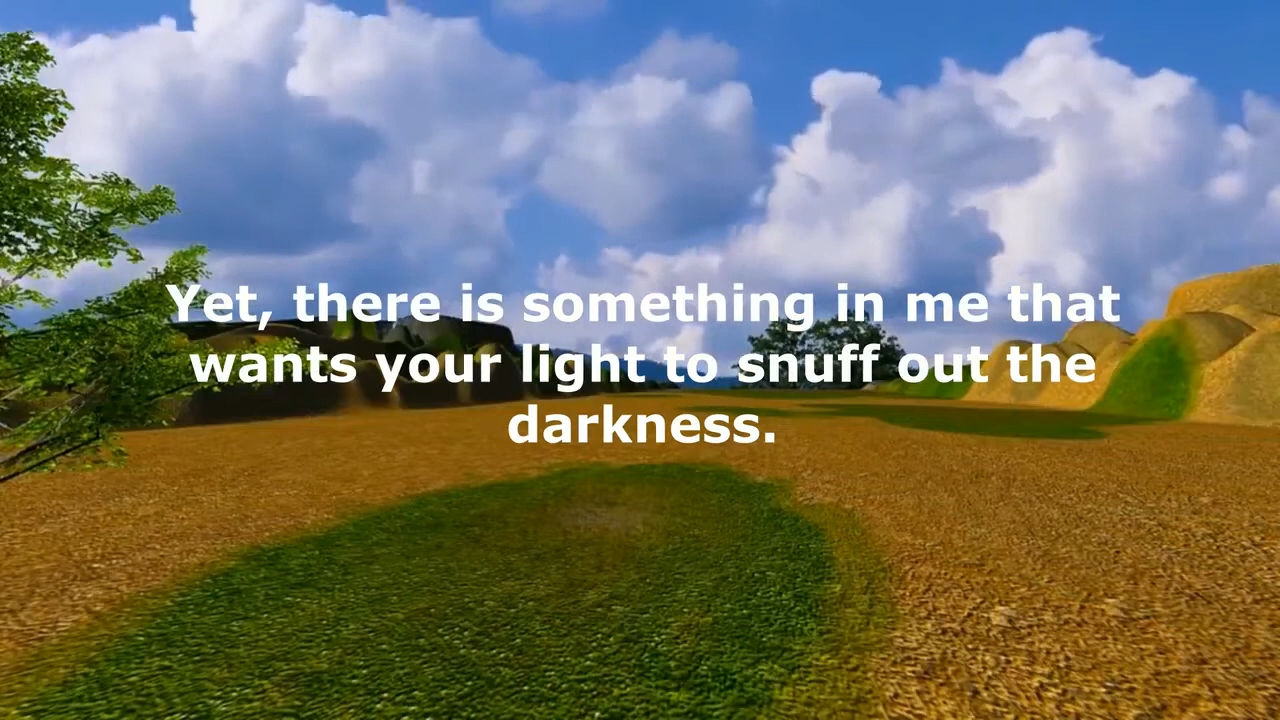 Yet, there is something in me that
wants your light to snuff out the
darkness.